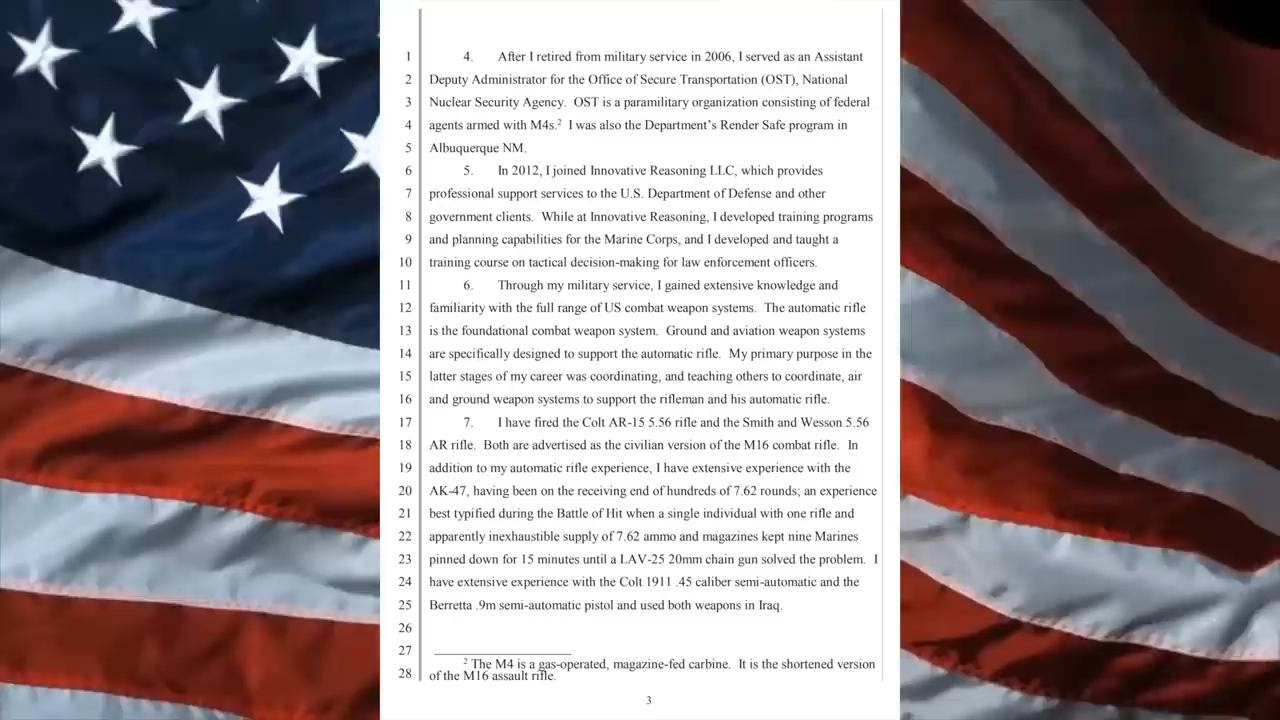 1 4. After I retired from military service in 2006, I served as an Assistant
2 Deputy Administrator for the Office of Secure Transportation (OST), National
3 Nuclear Security Agency. OST is a paramilitary organization consisting of federal
4 agents armed with M4s.2 I was also the Department's Render Safe program in
5 Albuquerque NM.
6 5. In 2012, I joined Innovative Reasoning LLC, which provides
7 professional support services to the U.S. Department of Defense and other
8 government clients. While at Innovative Reasoning, I developed training programs
9 and planning capabilities for the Marine Corps, and I developed and taught a
10 training course on tactical decision-making for law enforcement officers.
11 6. Through my military service, I gained extensive knowledge and
12 familiarity with the full range of US combat weapon systems. The automatic rifle
13 is the foundational combat weapon system. Ground and aviation weapon systems
14 are specifically designed to support the automatic rifle. My primary purpose in the
15 latter stages of my career was coordinating, and teaching others to coordinate, air
16 and ground weapon systems to support the rifleman and his automatic rifle.
17 7. I have fired the Colt AR-15 5.56 rifle and the Smith and Wesson 5.56
18 AR rifle. Both are advertised as the civilian version of the M16 combat rifle. In
19 addition to my automatic rifle experience, I have extensive experience with the
20 AK-47, having been on the receiving end of hundreds of 7.62 rounds; an experience
21 best typified during the Battle of Hit when a single individual with one rifle and
22 apparently inexhaustible supply of 7.62 ammo and magazines kept nine Marines
23 pinned down for 15 minutes until a LAV-25 20mm chain gun solved the problem. I
24 have extensive experience with the Colt 1911 .45 caliber semi-automatic and the
25 Berretta .9m semi-automatic pistol and used both weapons in Iraq.
26
27
2 The M4 is a gas-operated, magazine-fed carbine. It is the shortened version
28 of the M16 assault rifle.
3